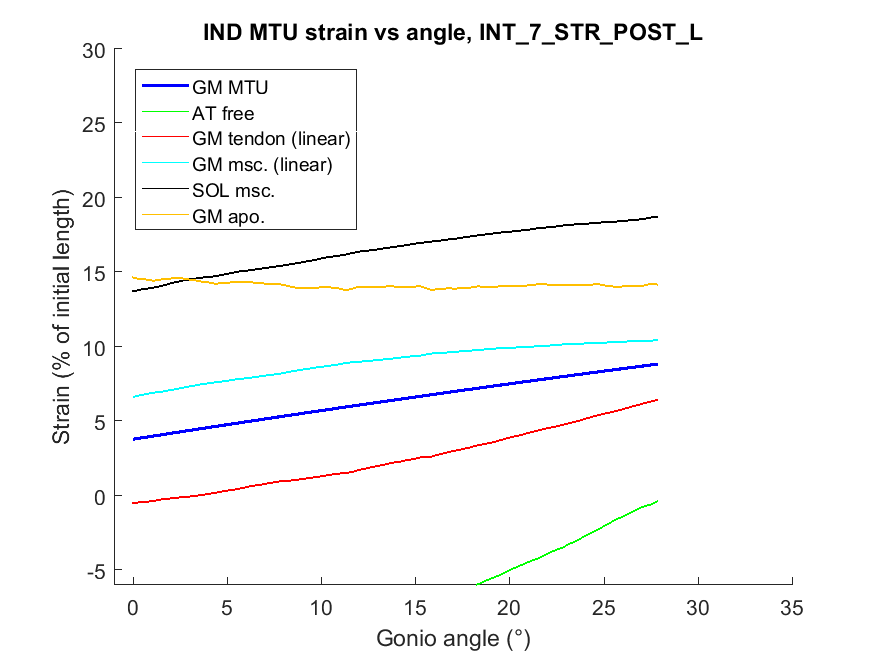 IND MTU strain vs angle, INT_7_STR_POST_L
30
25
20
15
10
5
0
-5
Strain (% of initial length)
GM MTU
AT free
GM tendon (linear)
GM msc. (linear)
SOL msc.
GM apo.
0 5 10 15 20 25 30 35
Gonio angle (°)